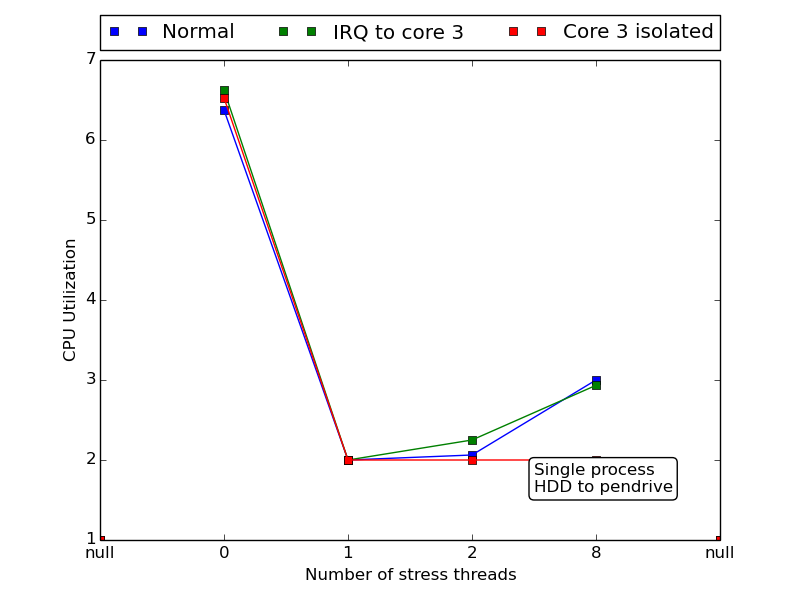 Normal IRQ to core 3 Core 3 isolated
7
6
5
4
3
2
1
CPU Utilization
Single process
HDD to pendrive
null 0 1 2 8 null
Number of stress threads